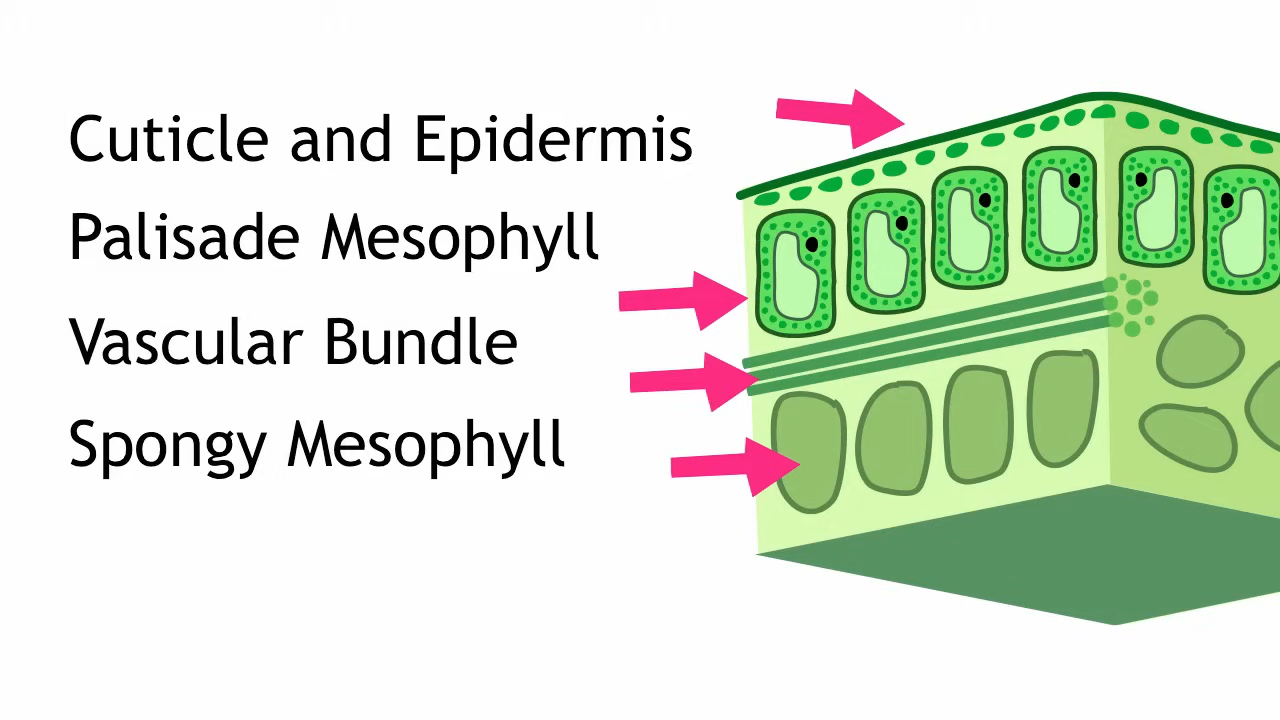 Cuticle and Epidermis
Palisade Mesophyll
Vascular Bundle
Spongy Mesophyll